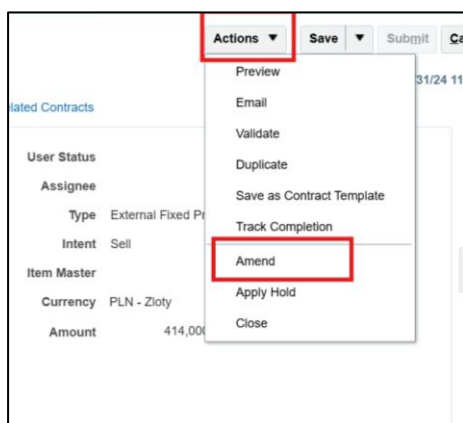 Actions ▼ Save ▼ Submit Ca
Preview
31/24 11
Email
lated Contracts
Validate
User Status
Duplicate
Assignee
Save as Contract Template
Type External Fixed Pr
Track Completion
Intent Sell
Amend
Item Master
Currency PLN - Zloty
Apply Hold
Amount 414,000
Close